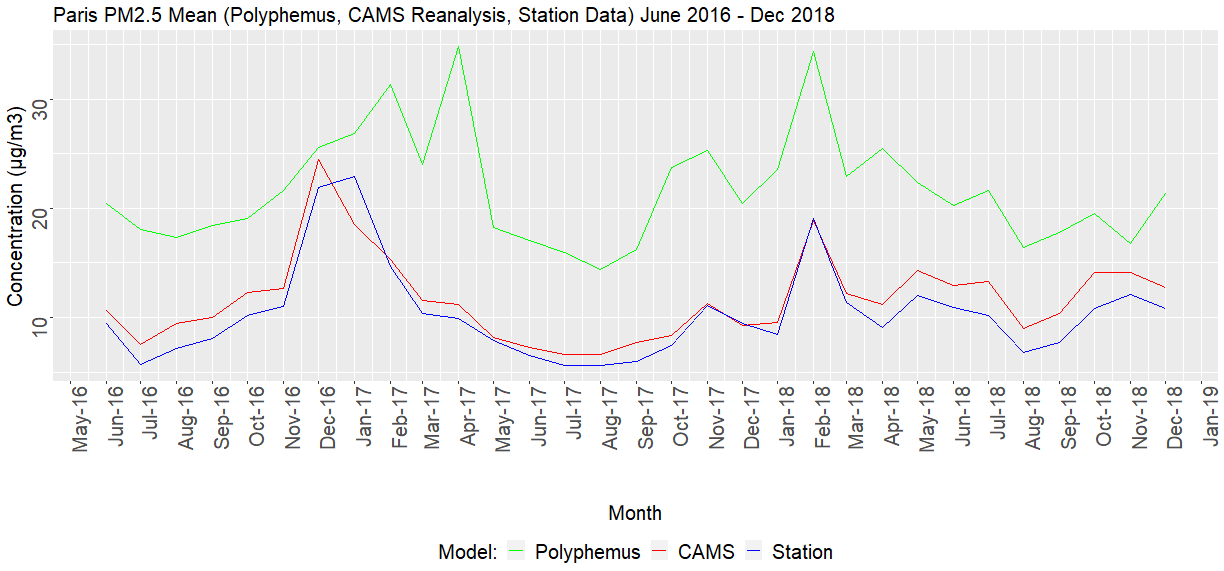 Paris PM2.5 Mean (Polyphemus, CAMS Reanalysis, Station Data) June 2016 - Dec 2018
Concentration (µg/m3)
30
20
10
May-16
Jun-16
Jul-16
Aug-16
Sep-16
Oct-16
Nov-16
Dec-16
Jan-17
Feb-17
Mar-17
Apr-17
May-17
Jun-17
Jul-17
Aug-17
Sep-17
Oct-17
Nov-17
Dec-17
Jan-18
Feb-18
Mar-18
Apr-18
May-18
Jun-18
Jul-18
Aug-18
Sep-18
Oct-18
Nov-18
Dec-18
Jan-19
Month
Model: Polyphemus CAMS Station